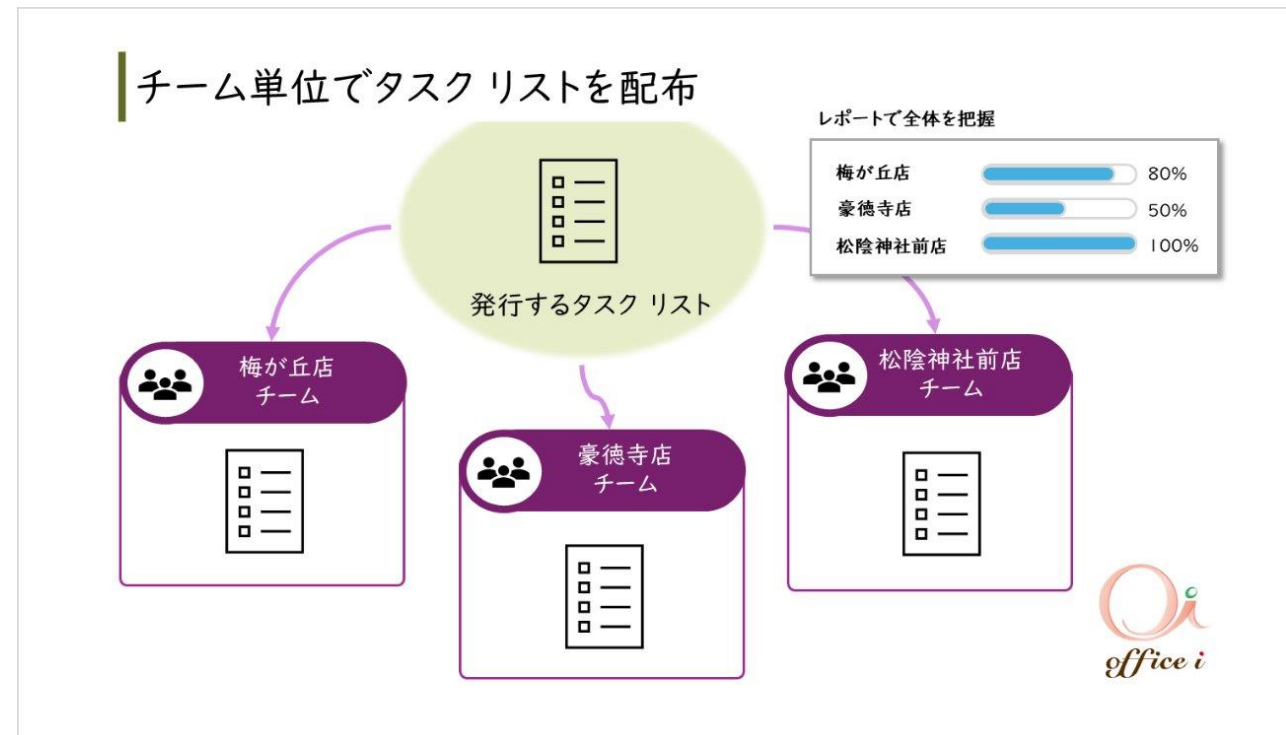 チーム単位でタスク リストを配布
レポートで全体を把握
梅が丘店 80%
豪徳寺店 50%
松陰神社前店 100%
発行するタスク リスト
梅が丘店
チーム
豪徳寺店
チーム
松陰神社前店
チーム
Oi
office i